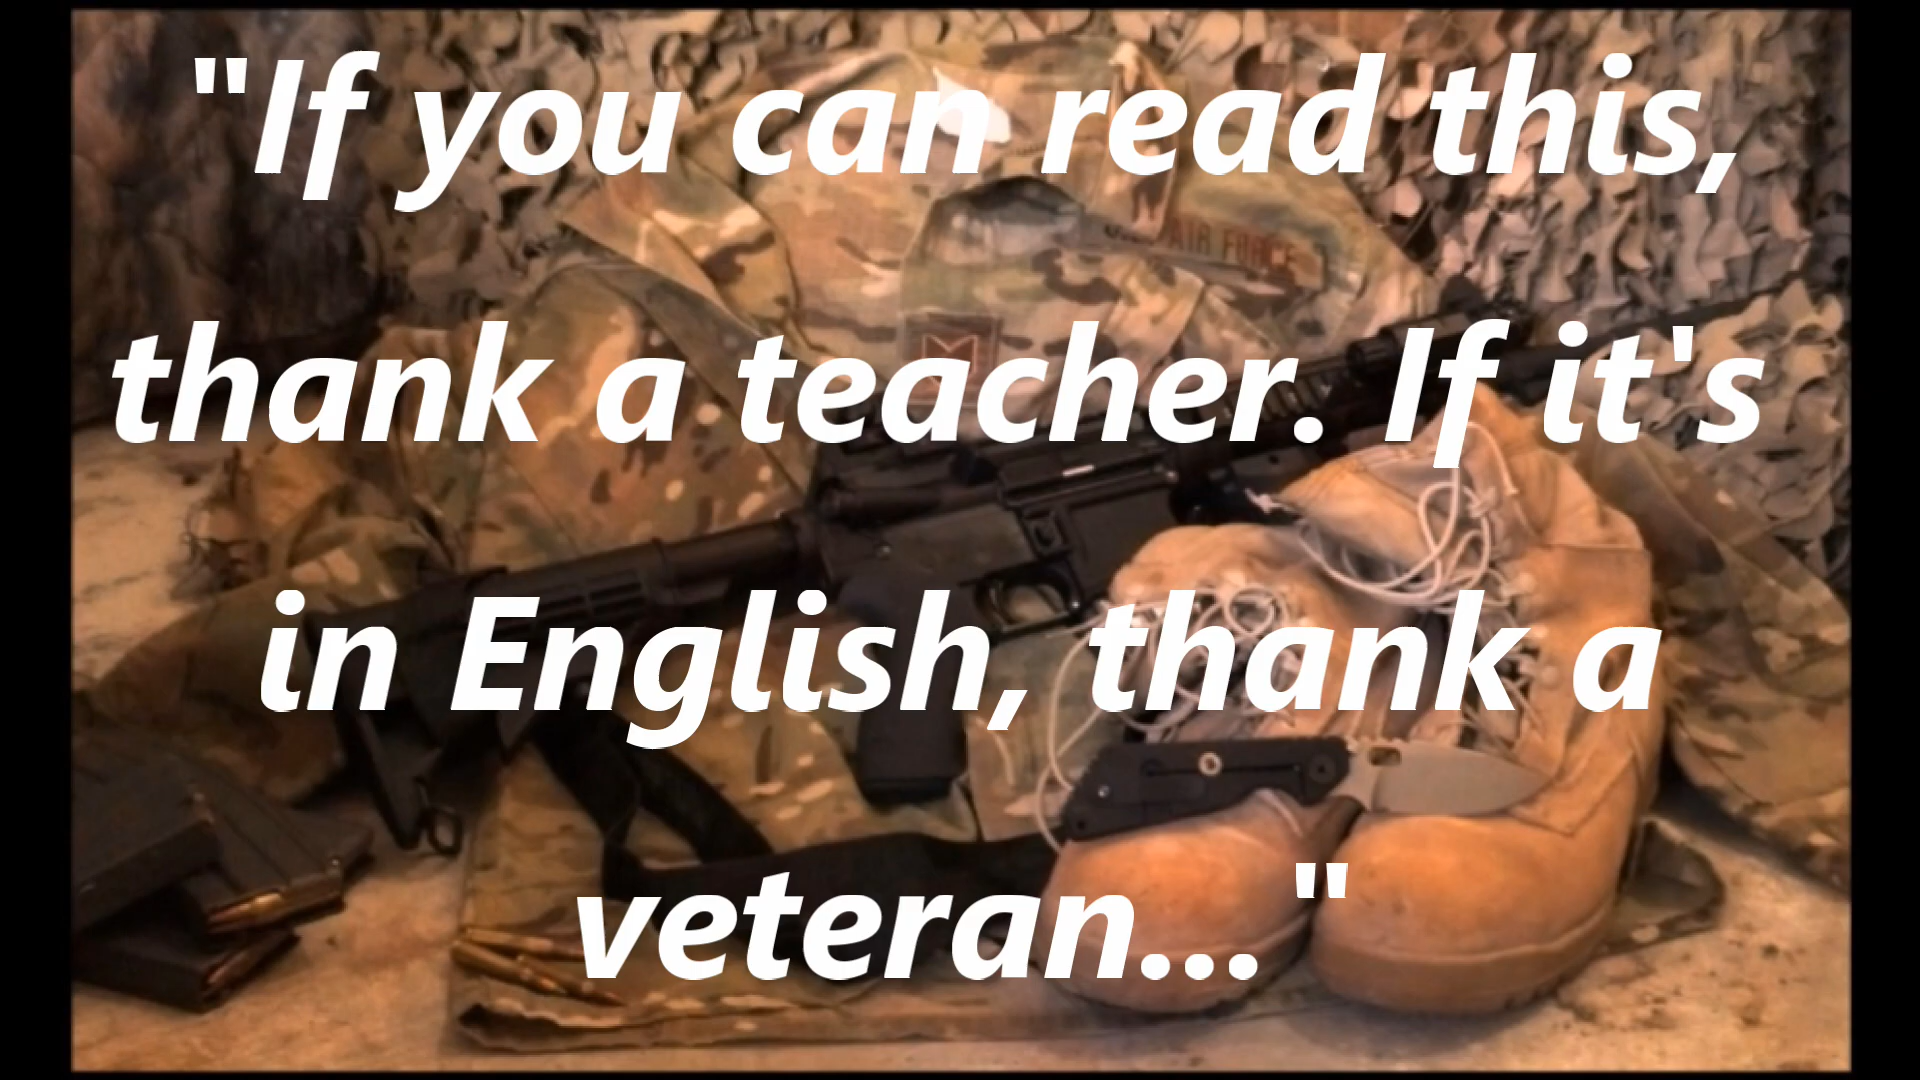 "If you can read this,
thank a teacher. If it's
in English, thank a
veteran..."
AIR FORCE